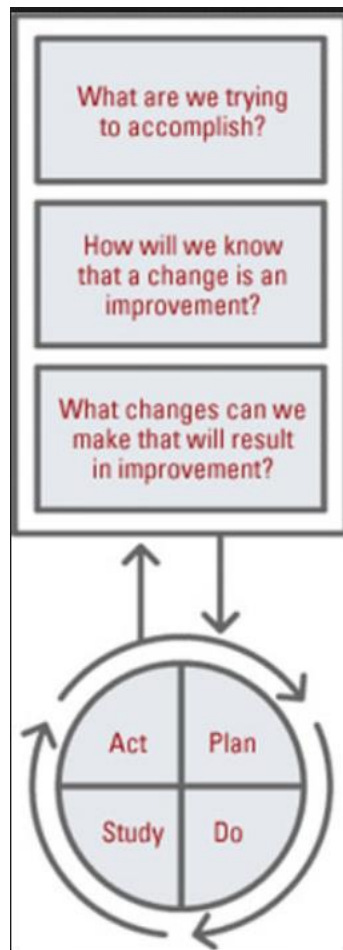 What are we trying
to accomplish?
How will we know
that a change is an
improvement?
What changes can we
make that will result
in improvement?
Act Plan
Study Do